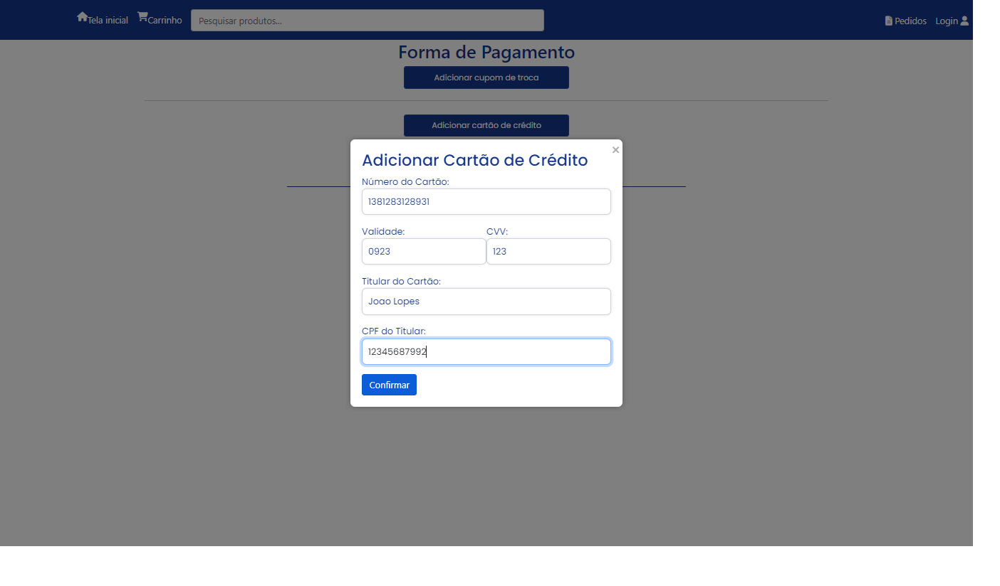 Tela inicial Carrinho Pesquisar produtos... Pedidos Login
Forma de Pagamento
Adicionar cupom de troca
Adicionar cartão de crédito
×
Adicionar Cartão de Crédito
Número do Cartão:
1381283128931
Validade: CVV:
0923 123
Titular do Cartão:
Joao Lopes
CPF do Titular:
12345687992
Confirmar